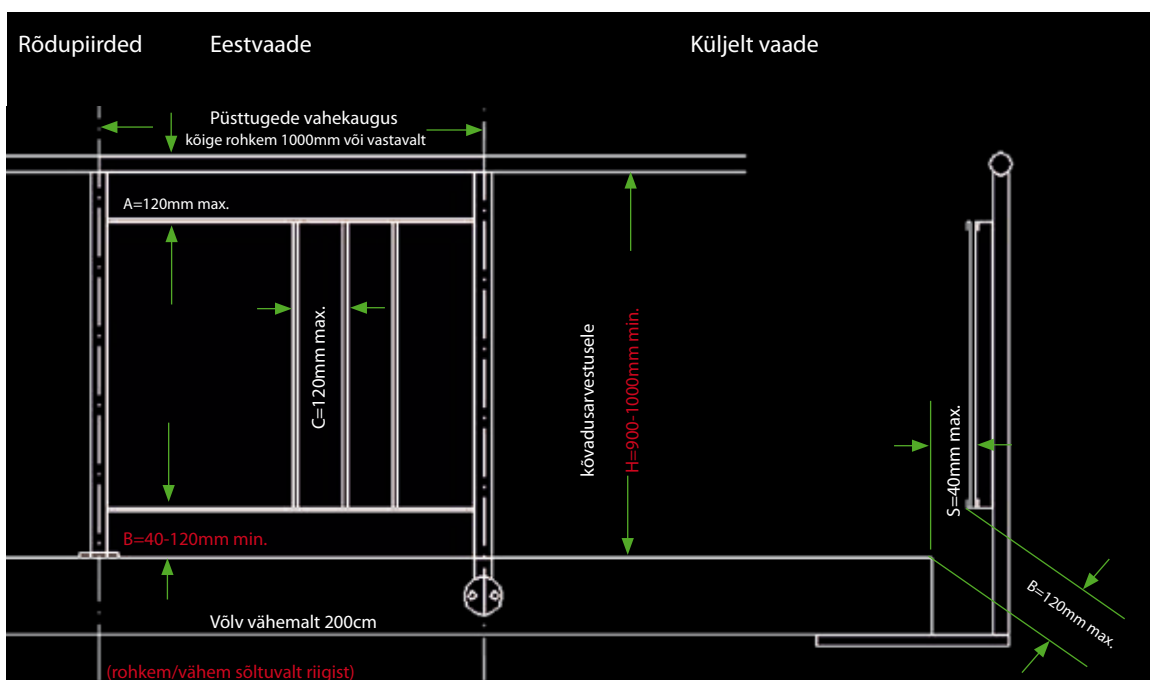 Rõdupiirded
Eestvaade
Küljelt vaade
Püsttugede vahekaugus
kõige rohkem 1000mm või vastavalt
A=120mm max.
C=120mm max.
kõvadusarvestusele
H=900-1000mm min.
S=40mm max.
B=40-120mm min.
B=120mm max.
Võlv vähemalt 200cm
(rohkem/vähem sõltuvalt riigist)